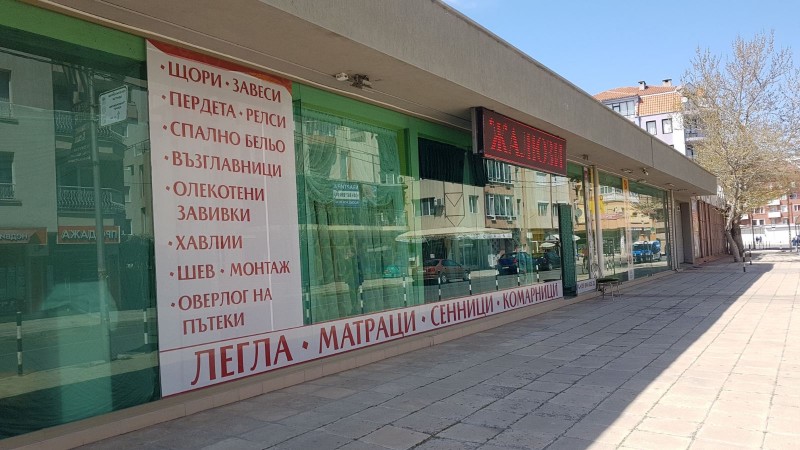 · ЩОРИ · ЗАВЕСИ
· ПЕРДЕТА · РЕЛСИ
· СПАЛНО БЕЛЬО
· ВЪЗГЛАВНИЦИ
· ОЛЕКОТЕНИ
ЗАВИВКИ
· ХАВЛИИ
· ШЕВ · МОНТАЖ
· ОВЕРЛОГ НА
ПЪТЕКИ
ЛЕГЛА · МАТРАЦИ · СЕННИЦИ · КОМАРНИЦИ
ЖАЛЮЗИ